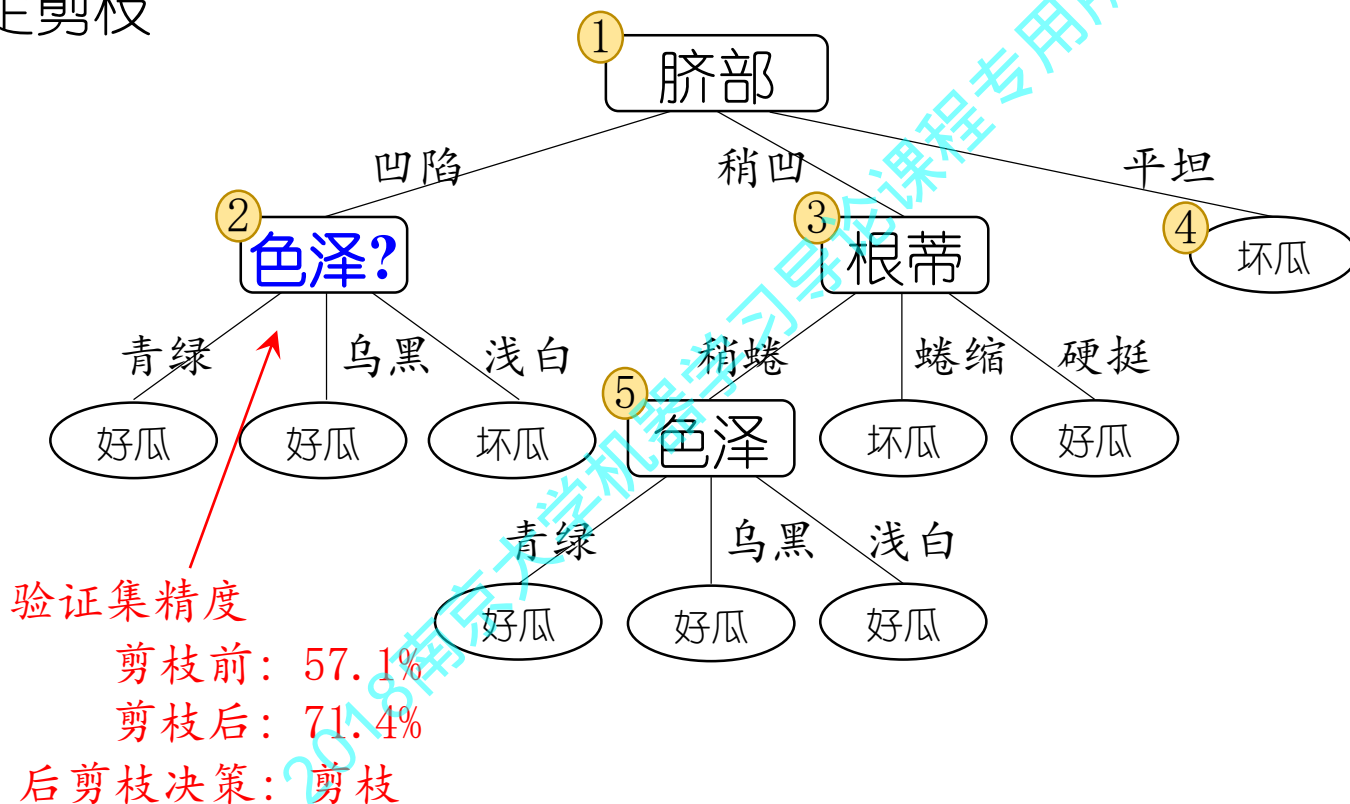 定剪枝
1
脐部
凹陷
稍凹
平坦
2
色泽?
3
根蒂
4
坏瓜
青绿
乌黑
浅白
稍蜷
蜷缩
硬挺
好瓜
好瓜
坏瓜
5
色泽
坏瓜
好瓜
青绿
乌黑
浅白
好瓜
好瓜
好瓜
验证集精度
剪枝前: 57.1%
剪枝后: 71.4%
后剪枝决策: 剪枝
2018南京大学机器学习导论课程专用